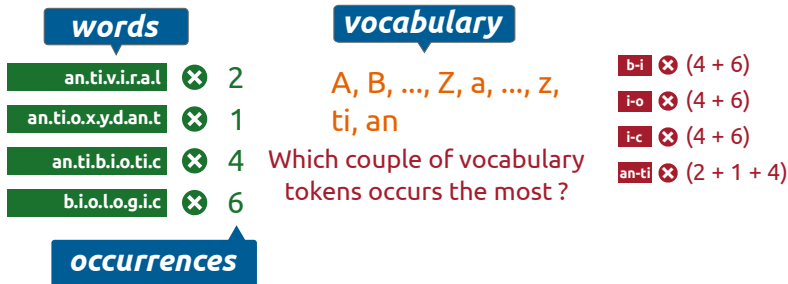 words
an.ti.v.i.r.a.l ✖ 2
an.ti.o.x.y.d.an.t ✖ 1
an.ti.b.i.o.ti.c ✖ 4
b.i.o.l.o.g.i.c ✖ 6
occurrences
vocabulary
A, B, ..., Z, a, ..., z,
ti, an
Which couple of vocabulary
tokens occurs the most ?
b-i ✖ (4 + 6)
i-o ✖ (4 + 6)
i-c ✖ (4 + 6)
an-ti ✖ (2 + 1 + 4)